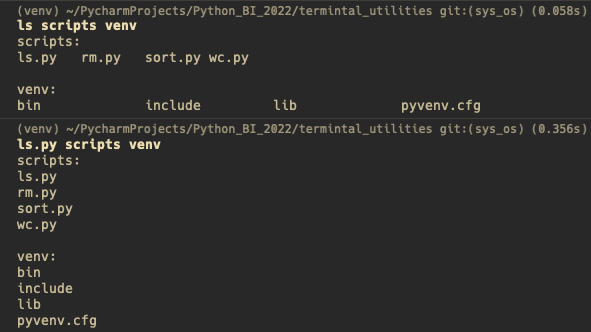 (venv) ~/PycharmProjects/Python_BI_2022/termintal_utilities git:(sys_os) (0.058s)
ls scripts venv
scripts:
ls.py   rm.py   sort.py wc.py
venv:
bin             include         lib             pyvenv.cfg
(venv) ~/PycharmProjects/Python_BI_2022/termintal_utilities git:(sys_os) (0.356s)
ls.py scripts venv
scripts:
ls.py
rm.py
sort.py
wc.py
venv:
bin
include
lib
pyvenv.cfg